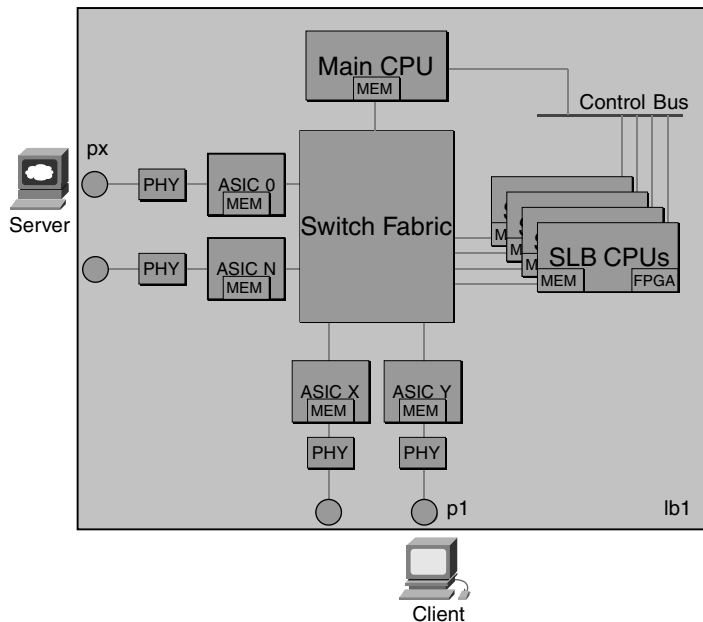 Main CPU
MEM
Control Bus
px
Server
PHY
ASIC 0
MEM
Switch Fabric
PHY
ASIC N
MEM
SLB CPUs
MEM
FPGA
ASIC X
MEM
ASIC Y
MEM
PHY
PHY
p1
lb1
Client